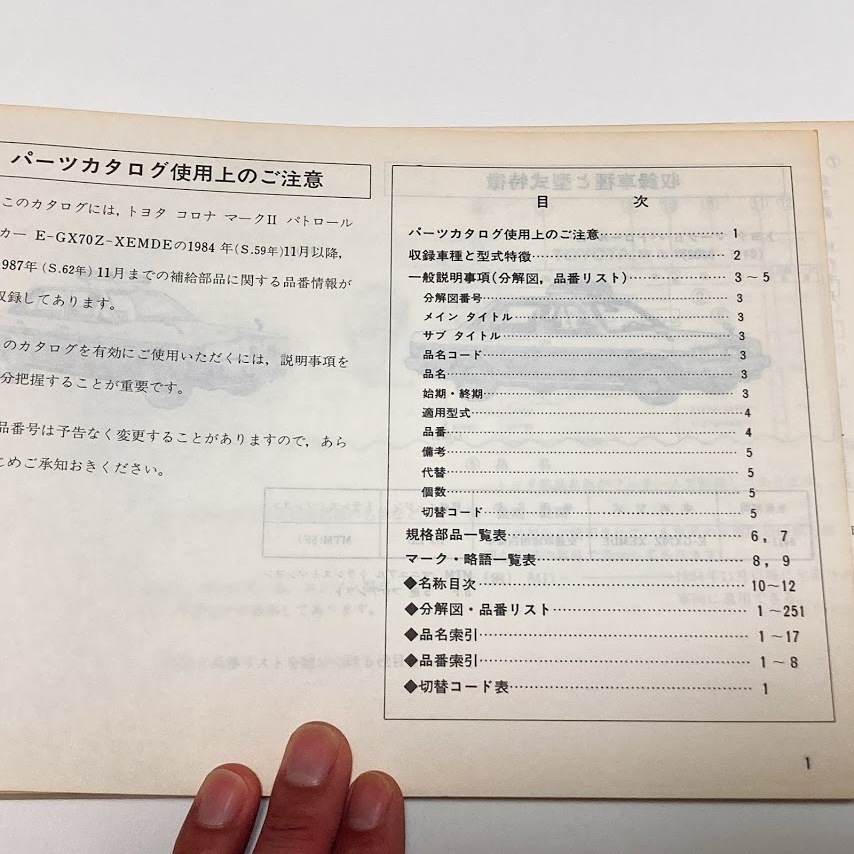 パーツカタログ使用上のご注意
このカタログには，トヨタ コロナ マークII パトロール
カー E-GX70Z-XEMDEの1984 年(S.59年)11月以降，
987年(S.62年)11月までの補給部品に関する品番情報が
収録してあります。
のカタログを有効にご使用いただくには，説明事項を
分把握することが重要です。
品番号は予告なく変更することがありますので，あら
じめご承知おきください。
目 次
パーツカタログ使用上のご注意 1
収録車種と型式特徴 2
一般説明事項(分解図，品番リスト) 3～5
分解図番号 3
メイン タイトル 3
サブ タイトル 3
品名コード 3
品名 3
始期・終期 3
適用型式 4
品番 4
備考 5
代替 5
個数 5
切替コード 5
規格部品一覧表 6，7
マーク・略語一覧表 8，9
◆名称目次 10～12
◆分解図・品番リスト 1～251
◆品名索引 1～17
◆品番索引 1～8
◆切替コード表 1
1